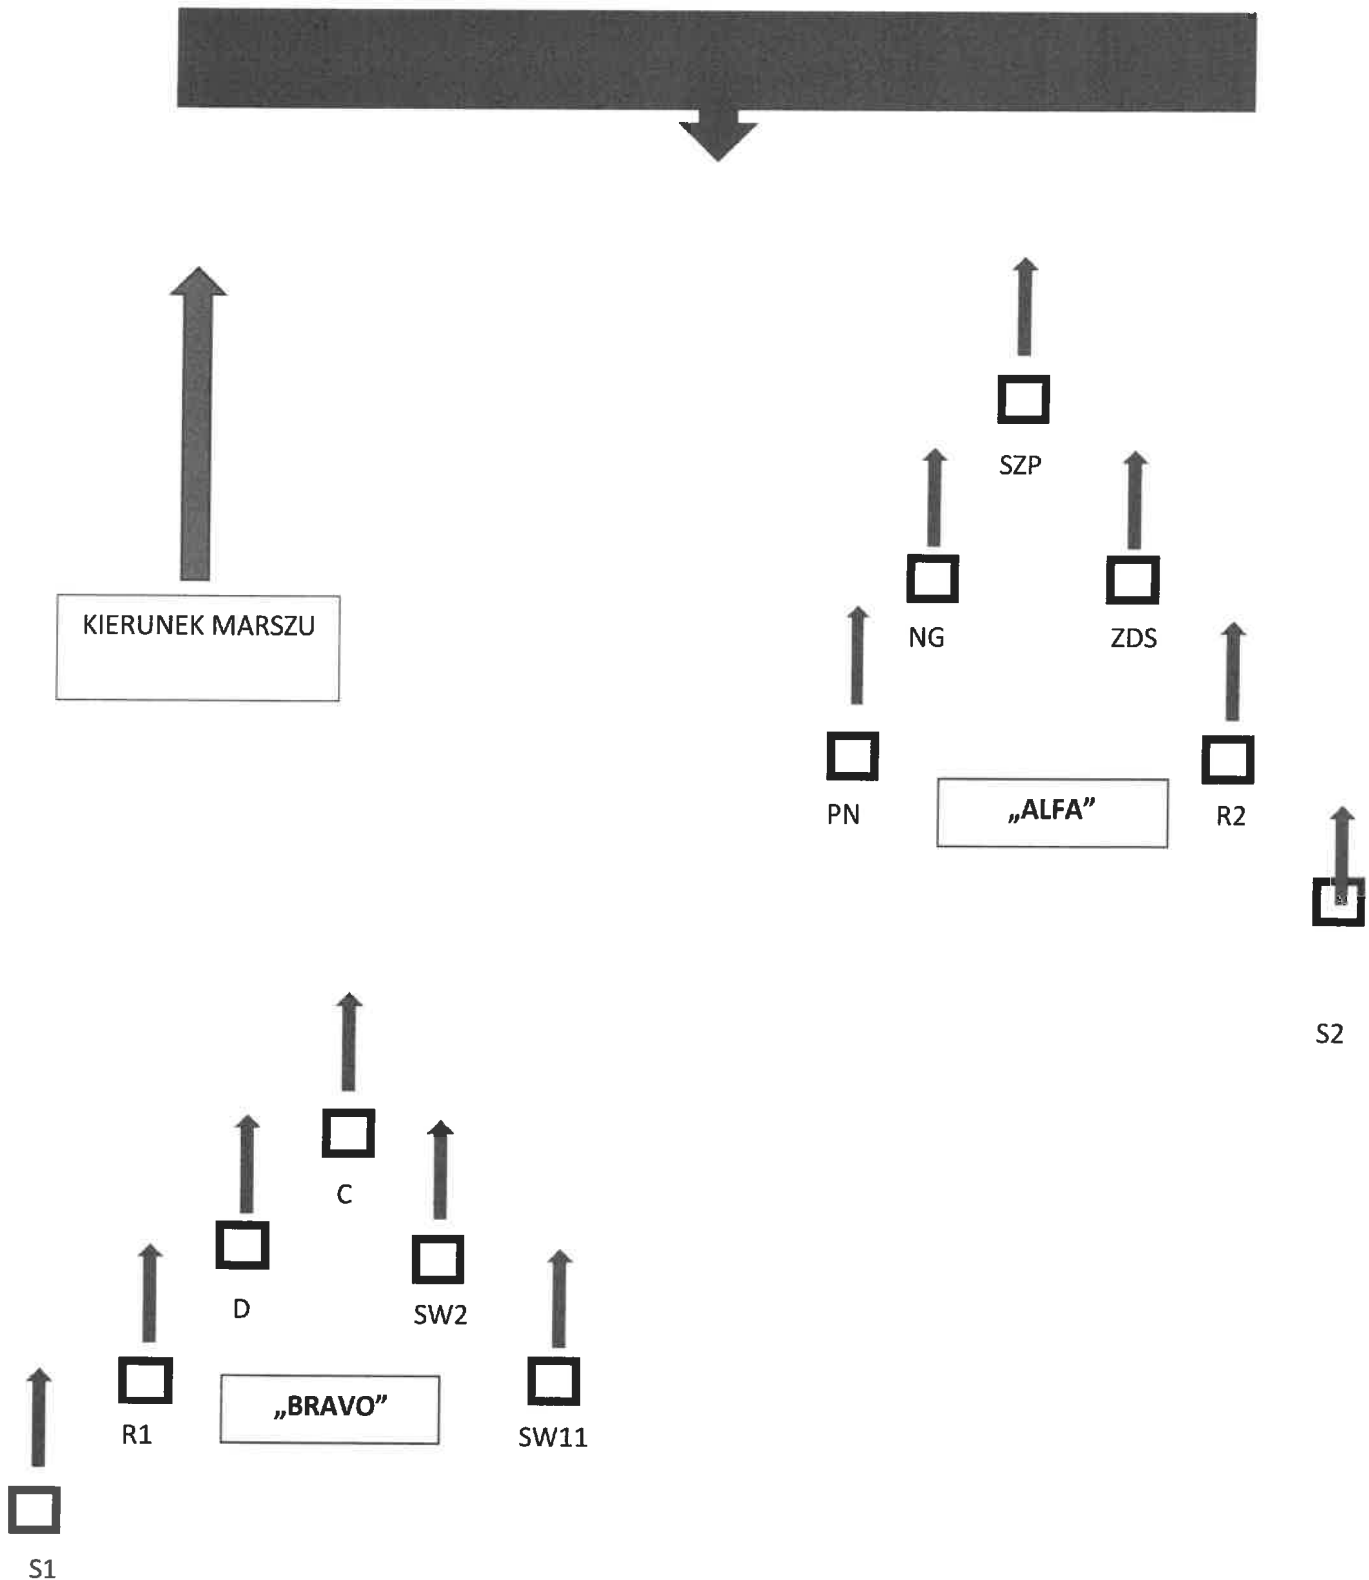 SZP
KIERUNEK MARSZU
NG
ZDS
PN
„ALFA”
R2
S2
C
D
SW2
R1
„BRAVO”
SW11
S1